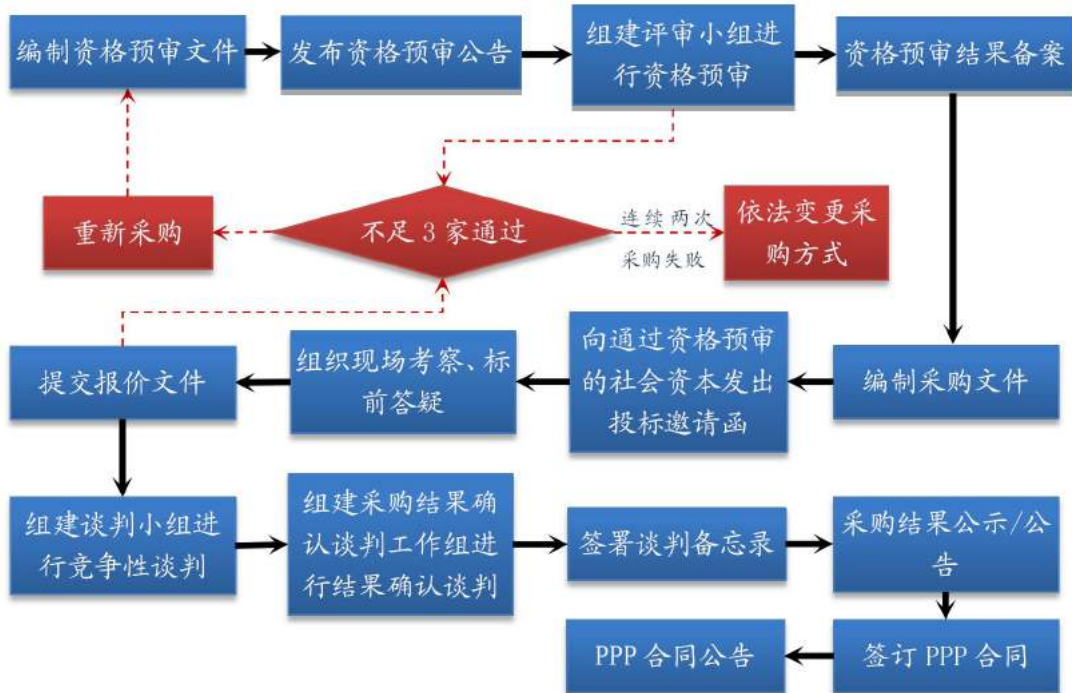 编制资格预审文件
发布资格预审公告
组建评审小组进
行资格预审
资格预审结果备案
重新采购
不足 3 家通过
连续两次
采购失败
依法变更采
购方式
提交报价文件
组织现场考察、标
前答疑
向通过资格预审
的社会资本发出
投标邀请函
编制采购文件
组建谈判小组进
行竞争性谈判
组建采购结果确
认谈判工作组进
行结果确认谈判
签署谈判备忘录
采购结果公示/公
告
PPP 合同公告
签订 PPP 合同